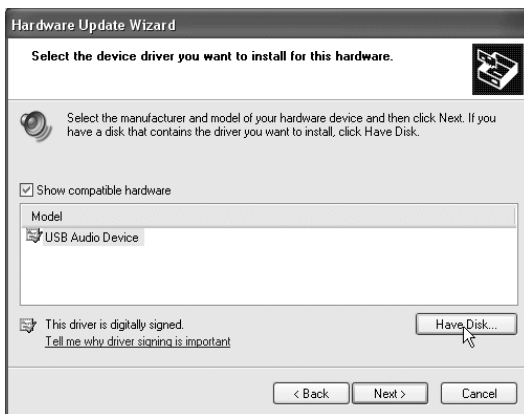 Hardware Update Wizard
Select the device driver you want to install for this hardware.
Select the manufacturer and model of your hardware device and then click Next. If you
have a disk that contains the driver you want to install, click Have Disk.
Show compatible hardware
Model
USB Audio Device
This driver is digitally signed.
Tell me why driver signing is important
Have Disk...
< Back
Next >
Cancel